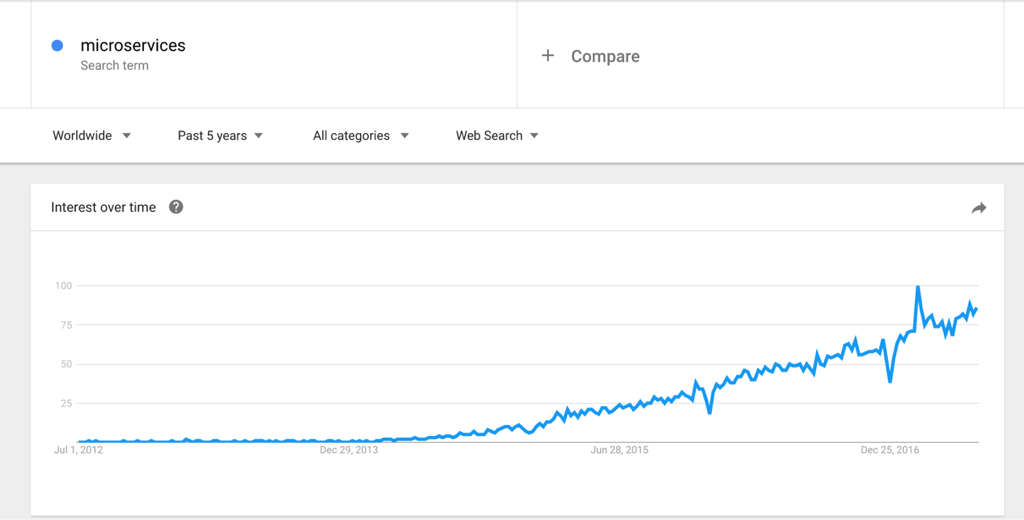 microservices
Search term
+ Compare
Worldwide
Past 5 years
All categories
Web Search
Interest over time ?
100
75
50
25
Jul 1, 2012
Dec 29, 2013
Jun 28, 2015
Dec 25, 2016